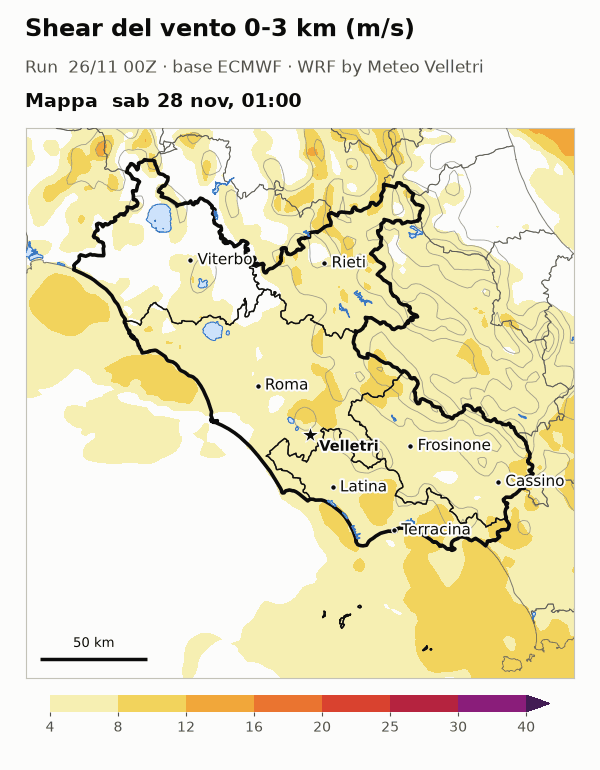 Shear del vento 0-3 km (m/s)
Run  26/11 00Z · base ECMWF · WRF by Meteo Velletri
Mappa  sab 28 nov, 01:00
Viterbo
Rieti
Roma
Velletri
Frosinone
Cassino
Latina
Terracina
50 km
4 8 12 16 20 25 30 40